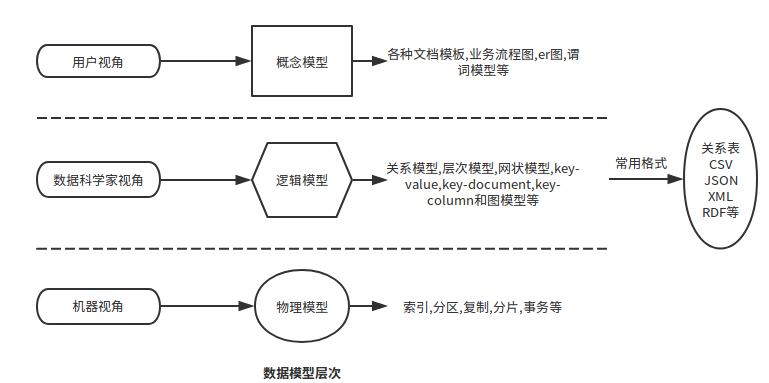 用户视角
概念模型
各种文档模板,业务流程图,er图,谓
词模型等
数据科学家视角
逻辑模型
关系模型,层次模型,网状模型,key-
value,key-document,key-
column和图模型等
常用格式
关系表
CSV
JSON
XML
RDF等
机器视角
物理模型
索引,分区,复制,分片,事务等
数据模型层次